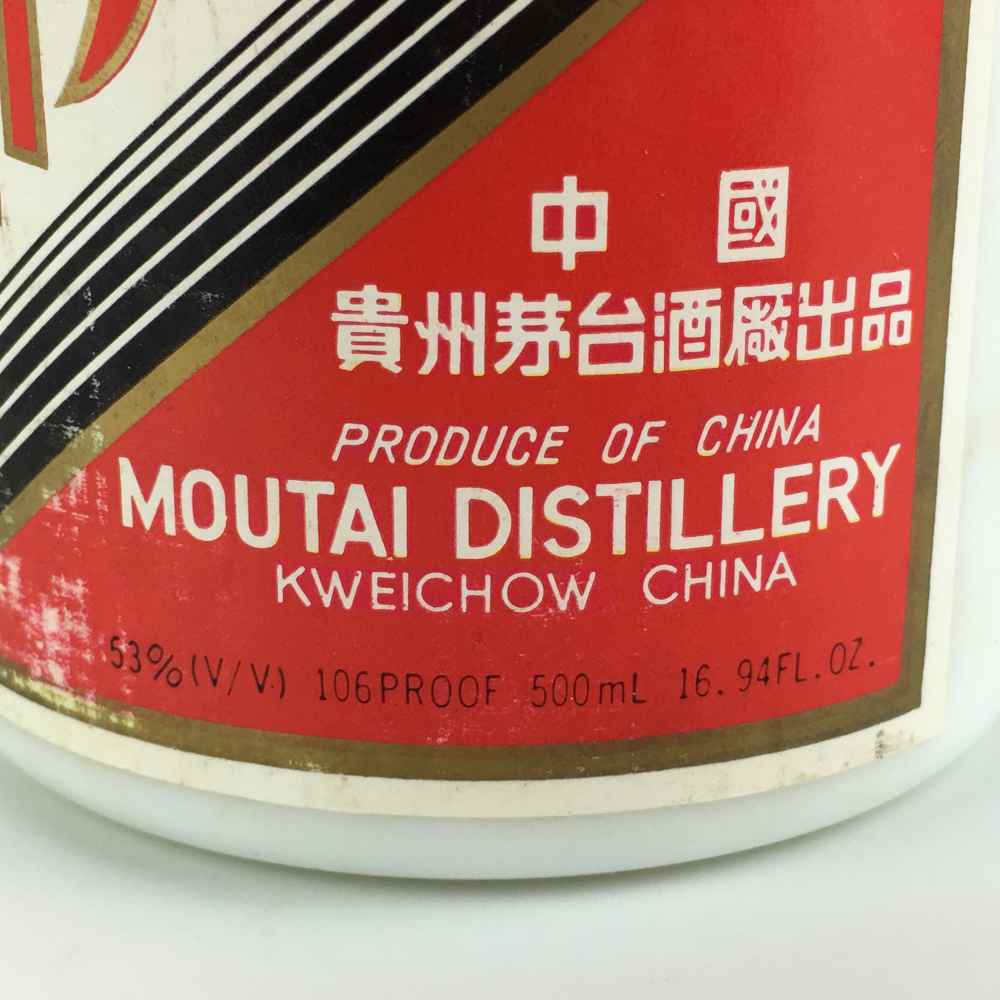 中國
貴州茅台酒廠出品
PRODUCE OF CHINA
MOUTAI DISTILLERY
KWEICHOW CHINA
53%(V/V) 106PROOF 500mL 16.94FL.OZ.